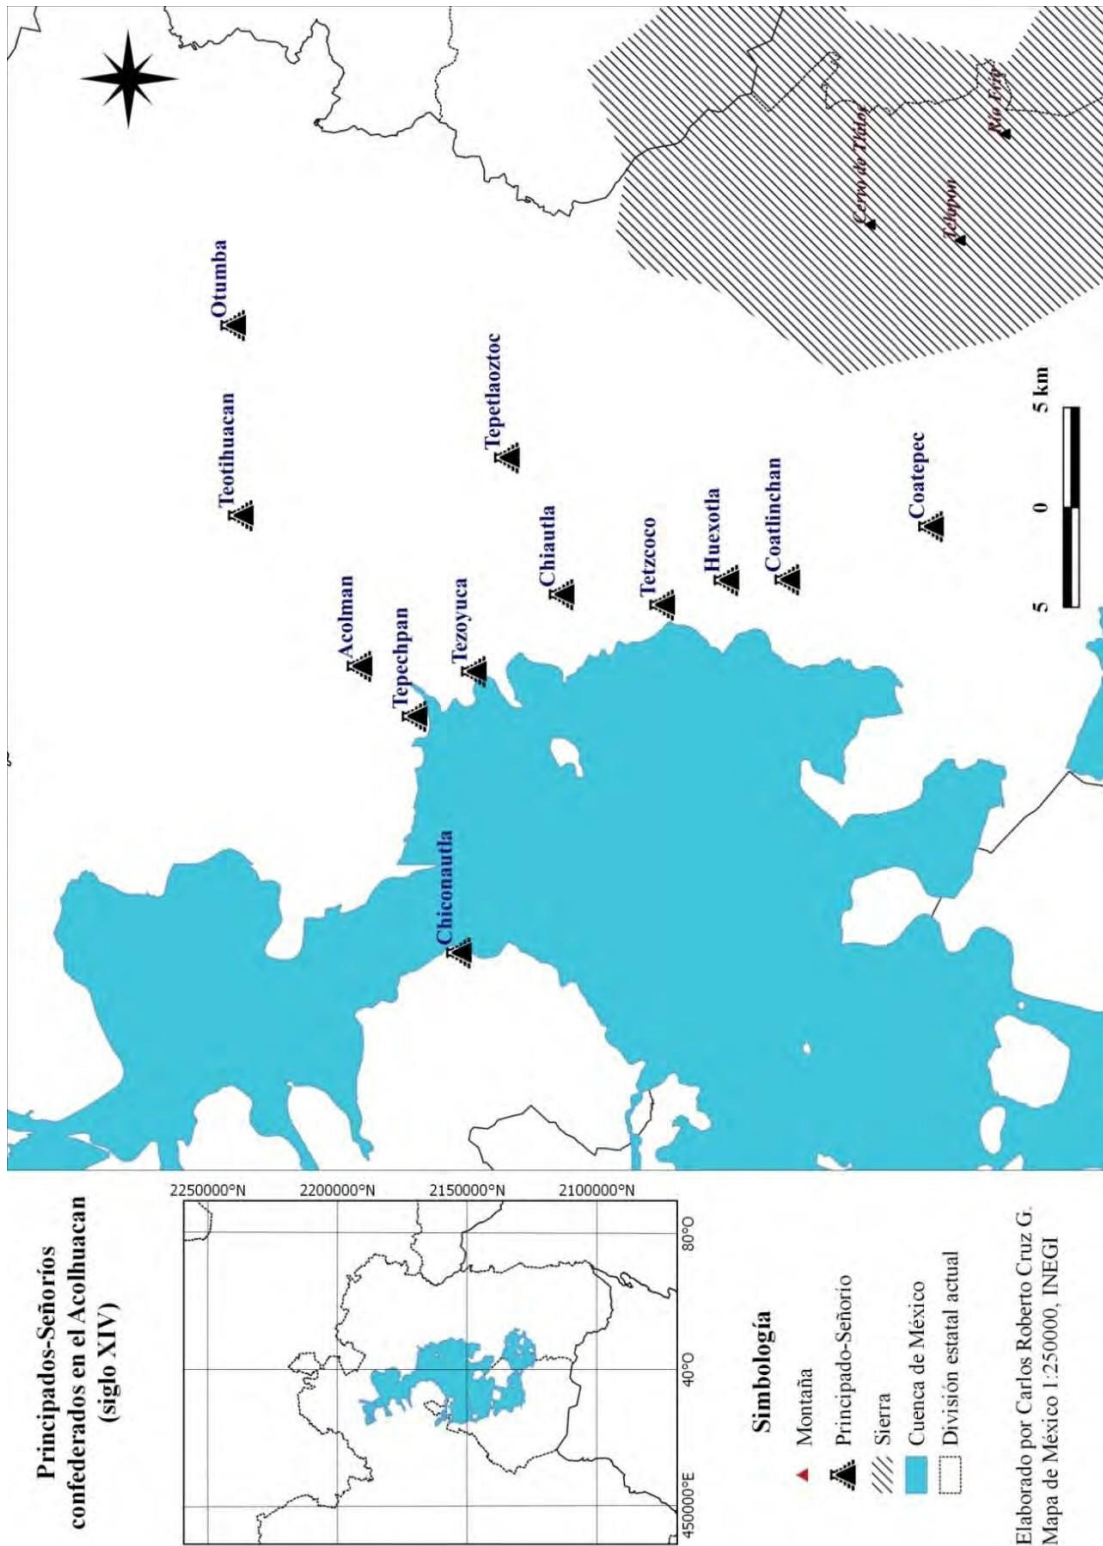 Principados-Señoríos
confederados en el Acolhuacan
(siglo XIV)
2250000°N
2200000°N
2150000°N
2100000°N
450000°E
40°O
80°O
Simbología
Montaña
Principado-Señorio
Sierra
Cuenca de México
División estatal actual
Elaborado por Carlos Roberto Cruz G.
Mapa de México 1:250000, INEGI
Otumba
Teotihuacan
Acolman
Tepechpan
Tezoyuca
Chiconautla
Tepetlaoztoc
Chiautla
Tetzcoco
Huexotla
Coatlinchan
Coatepec
Cerro de Tláloc
Telapon
Río Frío
5
0
5 km